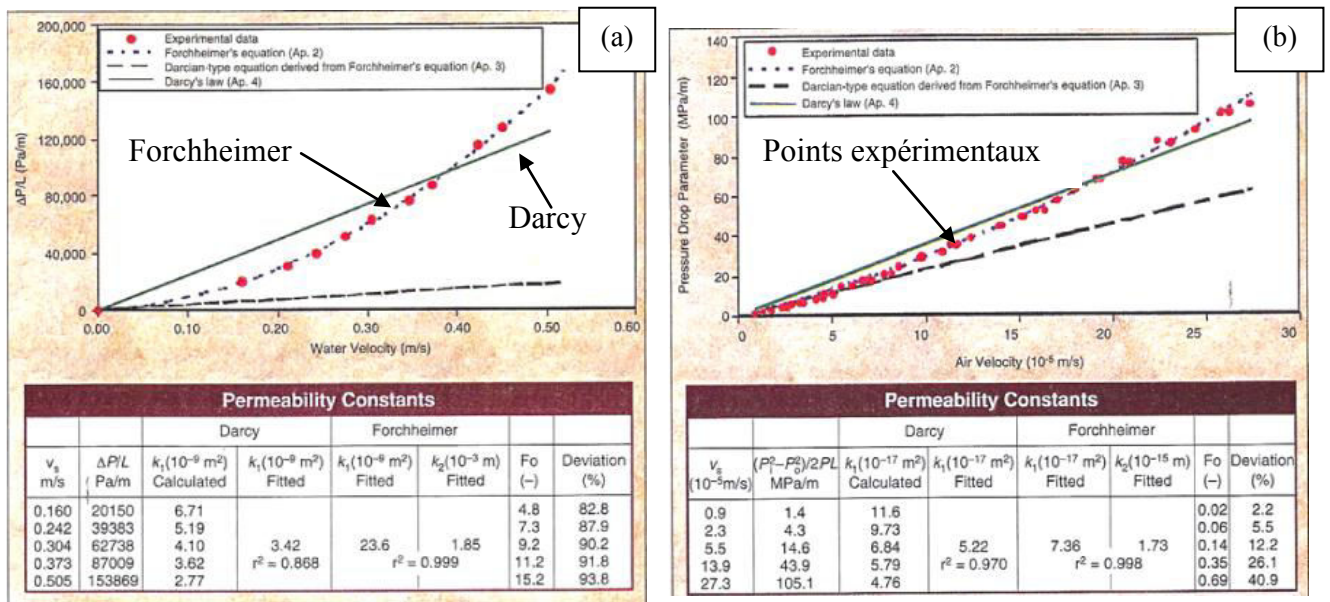 (a)
200,000
160,000
120,000
80,000
40,000
0
ΔP/L (Pa/m)
Experimental data
Forchheimer's equation (Ap. 2)
Darcian-type equation derived from Forchheimer's equation (Ap. 3)
Darcy's law (Ap. 4)
Forchheimer
Darcy
0.00 0.10 0.20 0.30 0.40 0.50 0.60
Water Velocity (m/s)
Permeability Constants
Darcy Forchheimer
v_s ΔP/L k₁(10⁻⁹ m²) k₁(10⁻⁹ m²) k₁(10⁻⁹ m²) k₂(10⁻³ m) Fo Deviation
m/s Pa/m Calculated Fitted Fitted Fitted (–) (%)
0.160 20150 6.71 4.8 82.8
0.242 39383 5.19 7.3 87.9
0.304 62738 4.10 3.42 23.6 1.85 9.2 90.2
0.373 87009 3.62 r² = 0.868 r² = 0.999 11.2 91.8
0.505 153869 2.77 15.2 93.8
(b)
140
120
100
80
60
40
20
0
Pressure Drop Parameter (MPa/m)
Experimental data
Forchheimer's equation (Ap. 2)
Darcian-type equation derived from Forchheimer's equation (Ap. 3)
Darcy's law (Ap. 4)
Points expérimentaux
0 5 10 15 20 25 30
Air Velocity (10⁻⁵ m/s)
Permeability Constants
Darcy Forchheimer
v_s (P_i²–P_o²)/2PL k₁(10⁻¹⁷ m²) k₁(10⁻¹⁷ m²) k₁(10⁻¹⁷ m²) k₂(10⁻¹⁵ m) Fo Deviation
(10⁻⁵m/s) MPa/m Calculated Fitted Fitted Fitted (–) (%)
0.9 1.4 11.6 0.02 2.2
2.3 4.3 9.73 0.06 5.5
5.5 14.6 6.84 5.22 7.36 1.73 0.14 12.2
13.9 43.9 5.79 r² = 0.970 r² = 0.998 0.35 26.1
27.3 105.1 4.76 0.69 40.9